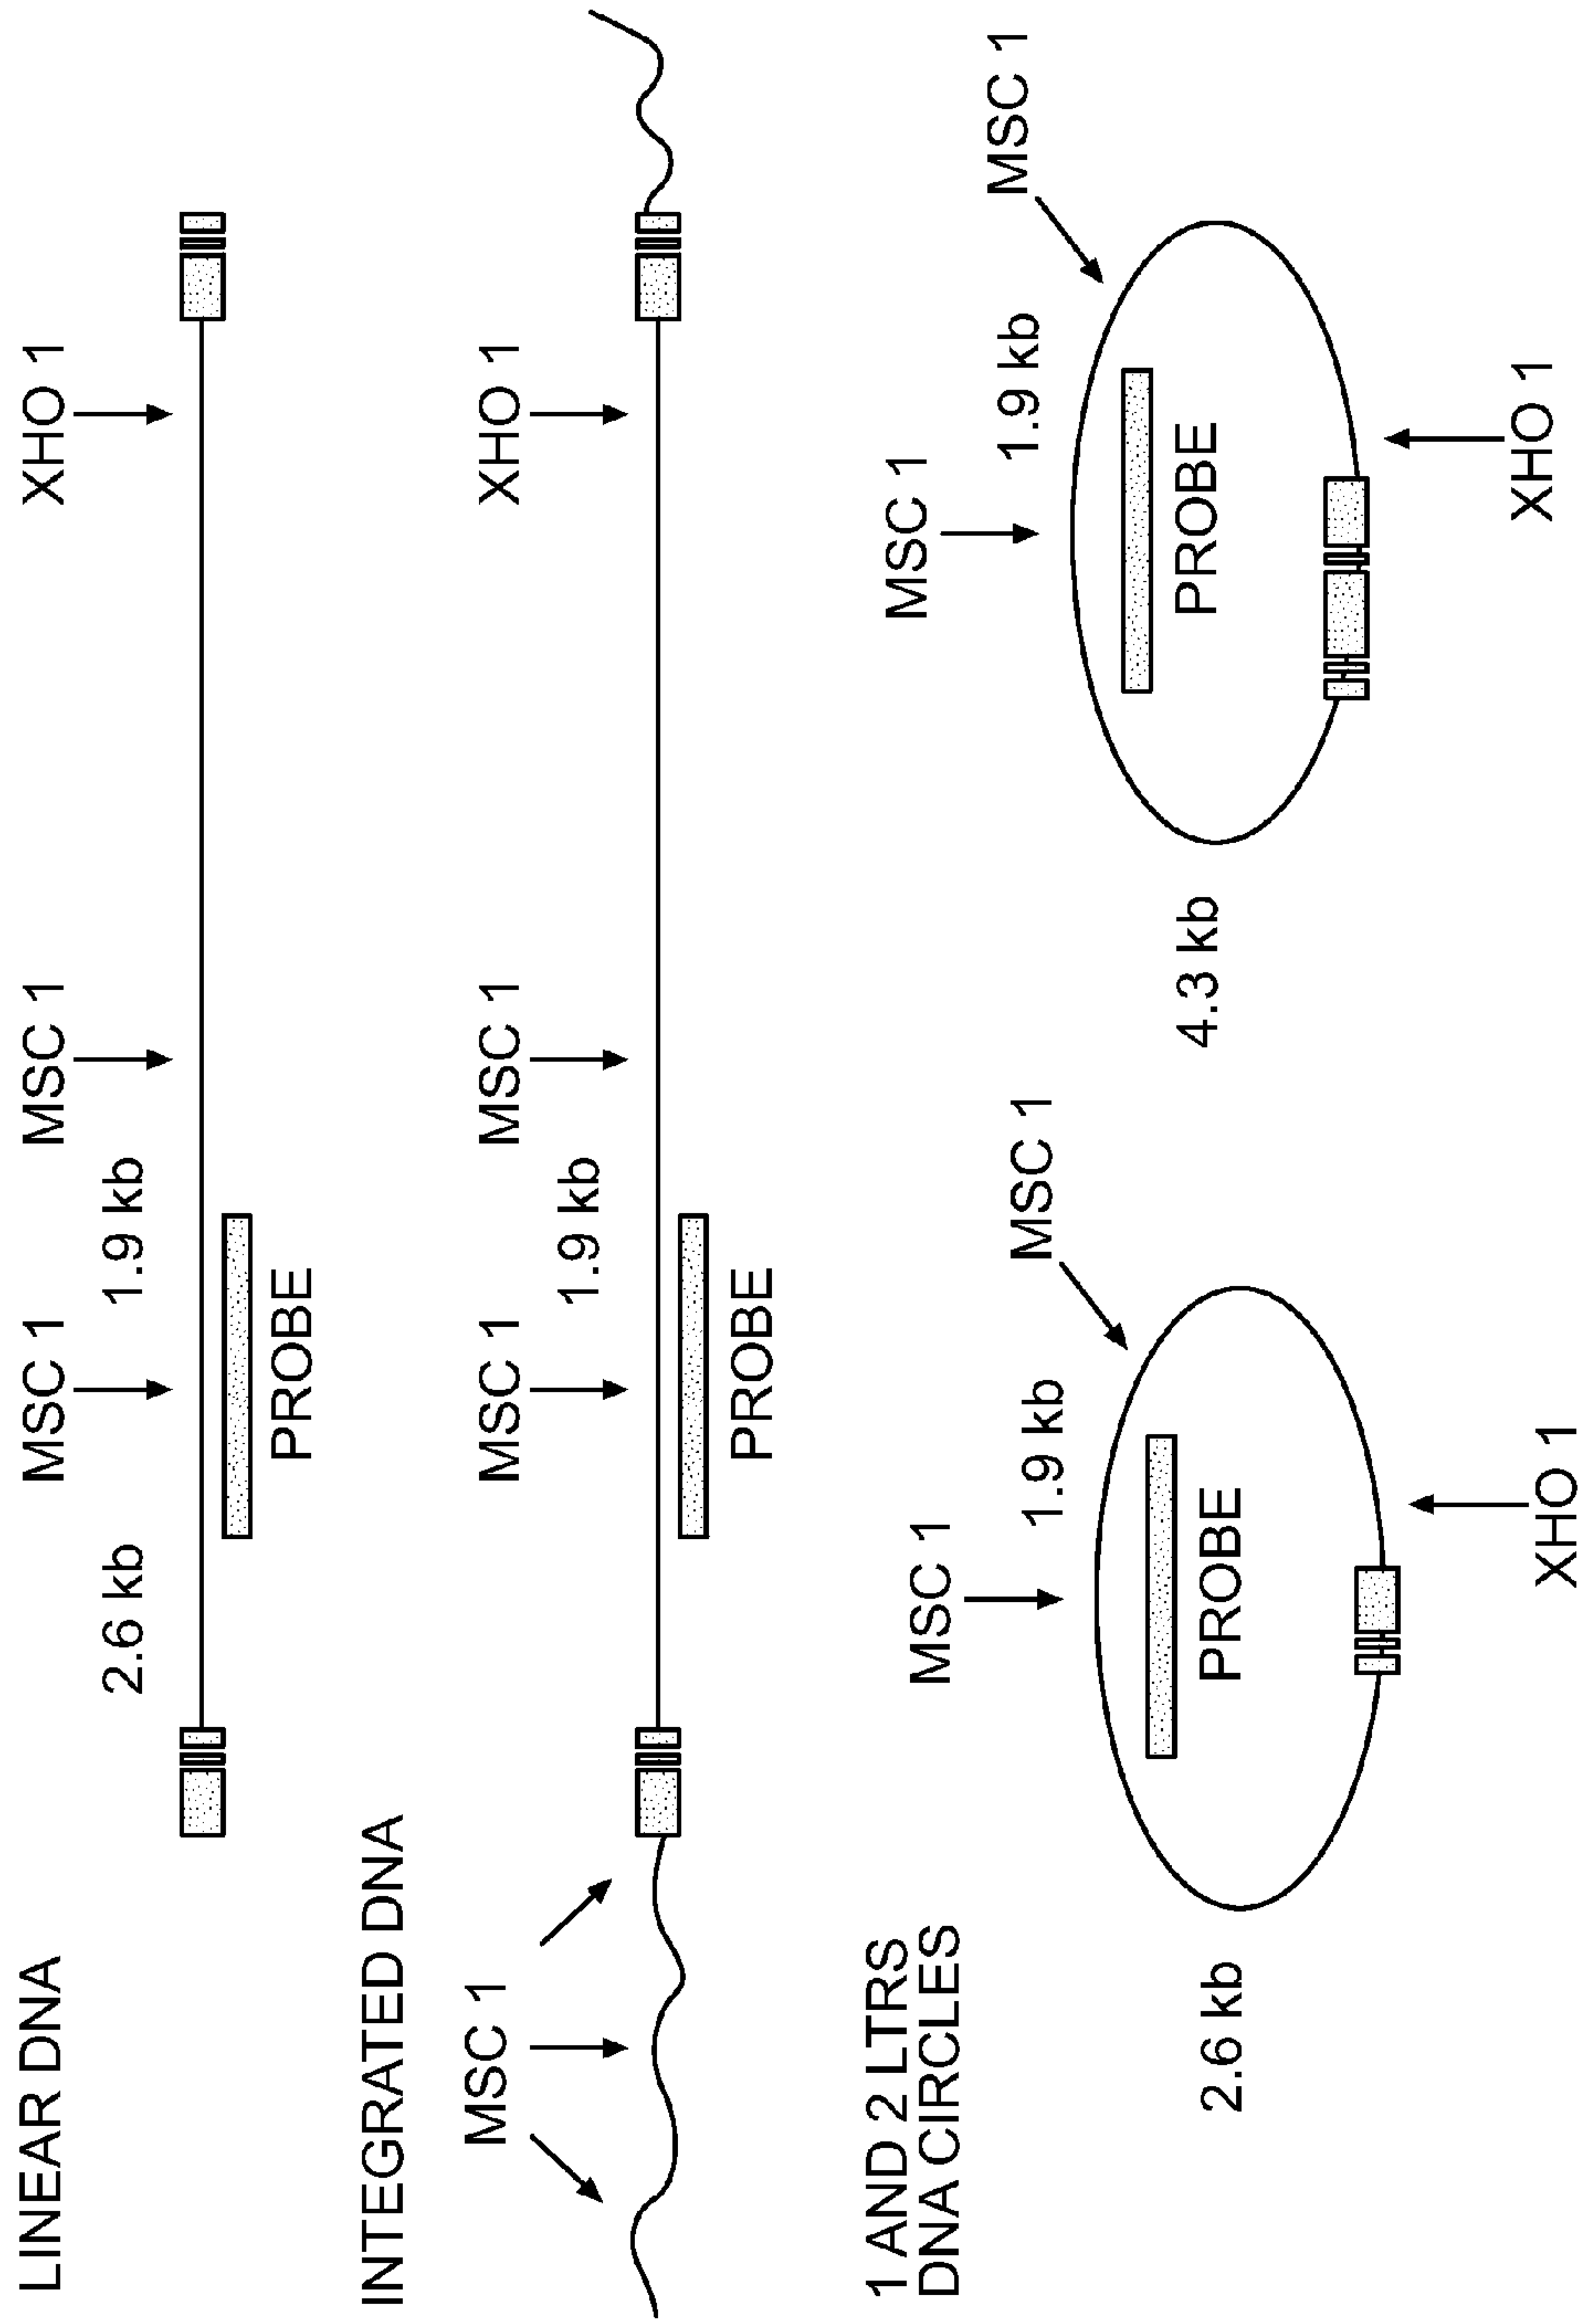 LINEAR DNA
MSC 1
MSC 1
XHO 1
2.6 kb
1.9 kb
PROBE
INTEGRATED DNA
MSC 1
MSC 1
MSC 1
XHO 1
1.9 kb
PROBE
1 AND 2 LTRS
DNA CIRCLES
MSC 1
MSC 1
1.9 kb
PROBE
2.6 kb
XHO 1
MSC 1
MSC 1
1.9 kb
PROBE
4.3 kb
XHO 1